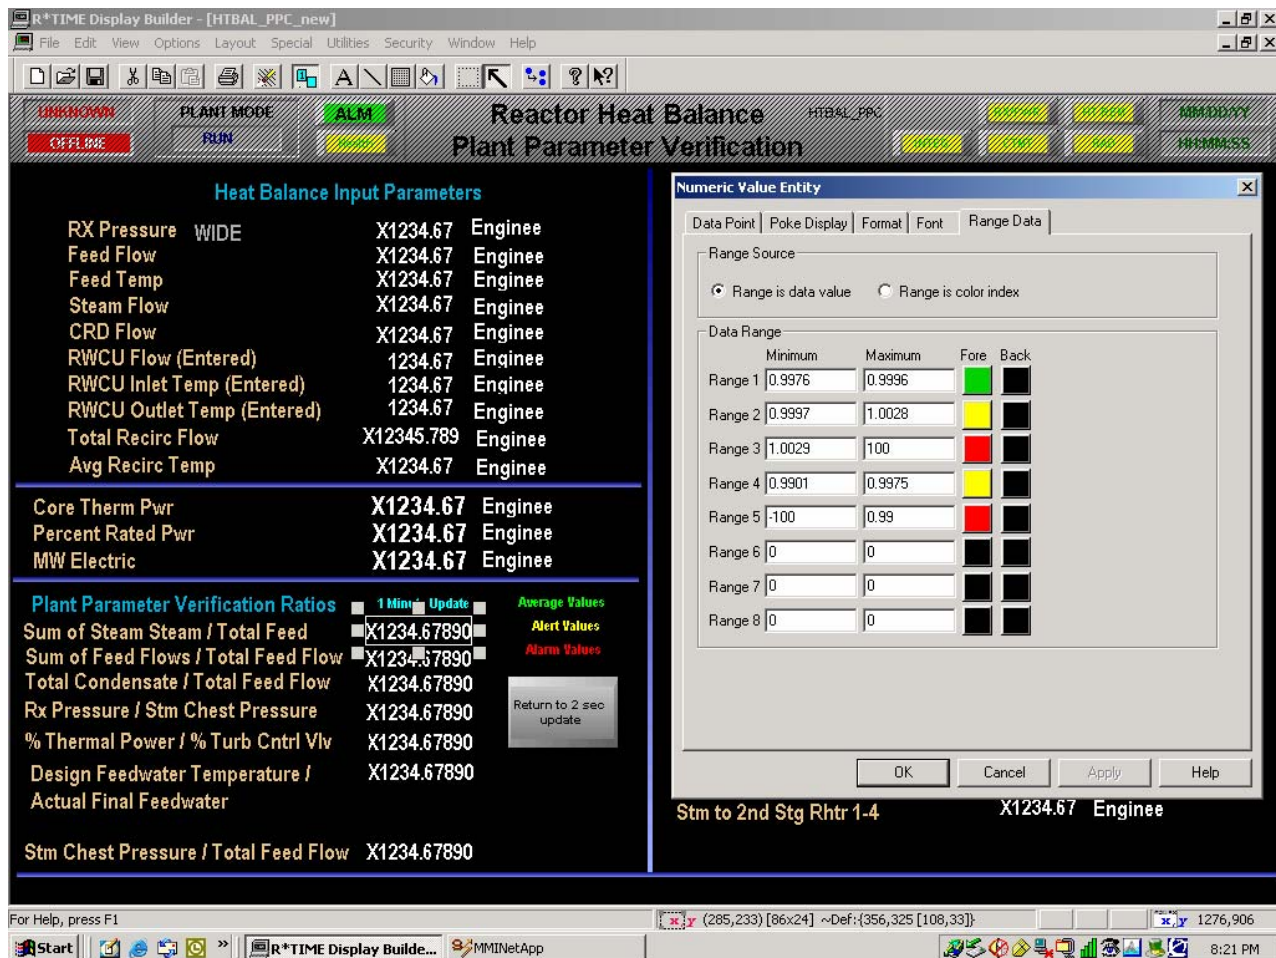 R*TIME Display Builder - [HTBAL_PPC_new]
File Edit View Options Layout Special Utilities Security Window Help
UNKNOWN PLANT MODE ALM Reactor Heat Balance HTBAL_PPC MM/DD/YY
OFFLINE RUN Health Plant Parameter Verification HH:MM:SS
Heat Balance Input Parameters
RX Pressure WIDE X1234.67 Enginee
Feed Flow X1234.67 Enginee
Feed Temp X1234.67 Enginee
Steam Flow X1234.67 Enginee
CRD Flow X1234.67 Enginee
RWCU Flow (Entered) 1234.67 Enginee
RWCU Inlet Temp (Entered) 1234.67 Enginee
RWCU Outlet Temp (Entered) 1234.67 Enginee
Total Recirc Flow X12345.789 Enginee
Avg Recirc Temp X1234.67 Enginee
Core Therm Pwr X1234.67 Enginee
Percent Rated Pwr X1234.67 Enginee
MW Electric X1234.67 Enginee
Plant Parameter Verification Ratios 1 Minut Update Average Values
Sum of Steam Steam / Total Feed X1234.67890 Alert Values
Sum of Feed Flows / Total Feed Flow X1234.67890 Alarm Values
Total Condensate / Total Feed Flow X1234.67890
Rx Pressure / Stm Chest Pressure X1234.67890
Return to 2 sec
update
% Thermal Power / % Turb Cntrl Vlv X1234.67890
Design Feedwater Temperature / X1234.67890
Actual Final Feedwater
Stm Chest Pressure / Total Feed Flow X1234.67890
Numeric Value Entity
Data Point Poke Display Format Font Range Data
Range Source
Range is data value Range is color index
Data Range
Minimum Maximum Fore Back
Range 1 0.9976 0.9996
Range 2 0.9997 1.0028
Range 3 1.0029 100
Range 4 0.9901 0.9975
Range 5 -100 0.99
Range 6 0 0
Range 7 0 0
Range 8 0 0
OK Cancel Apply Help
Stm to 2nd Stg Rhtr 1-4 X1234.67 Enginee
For Help, press F1 x,y (285,233) [86x24] ~Def:{356,325 [108,33]} x,y 1276,906
Start » R*TIME Display Builde... MMINetApp 8:21 PM